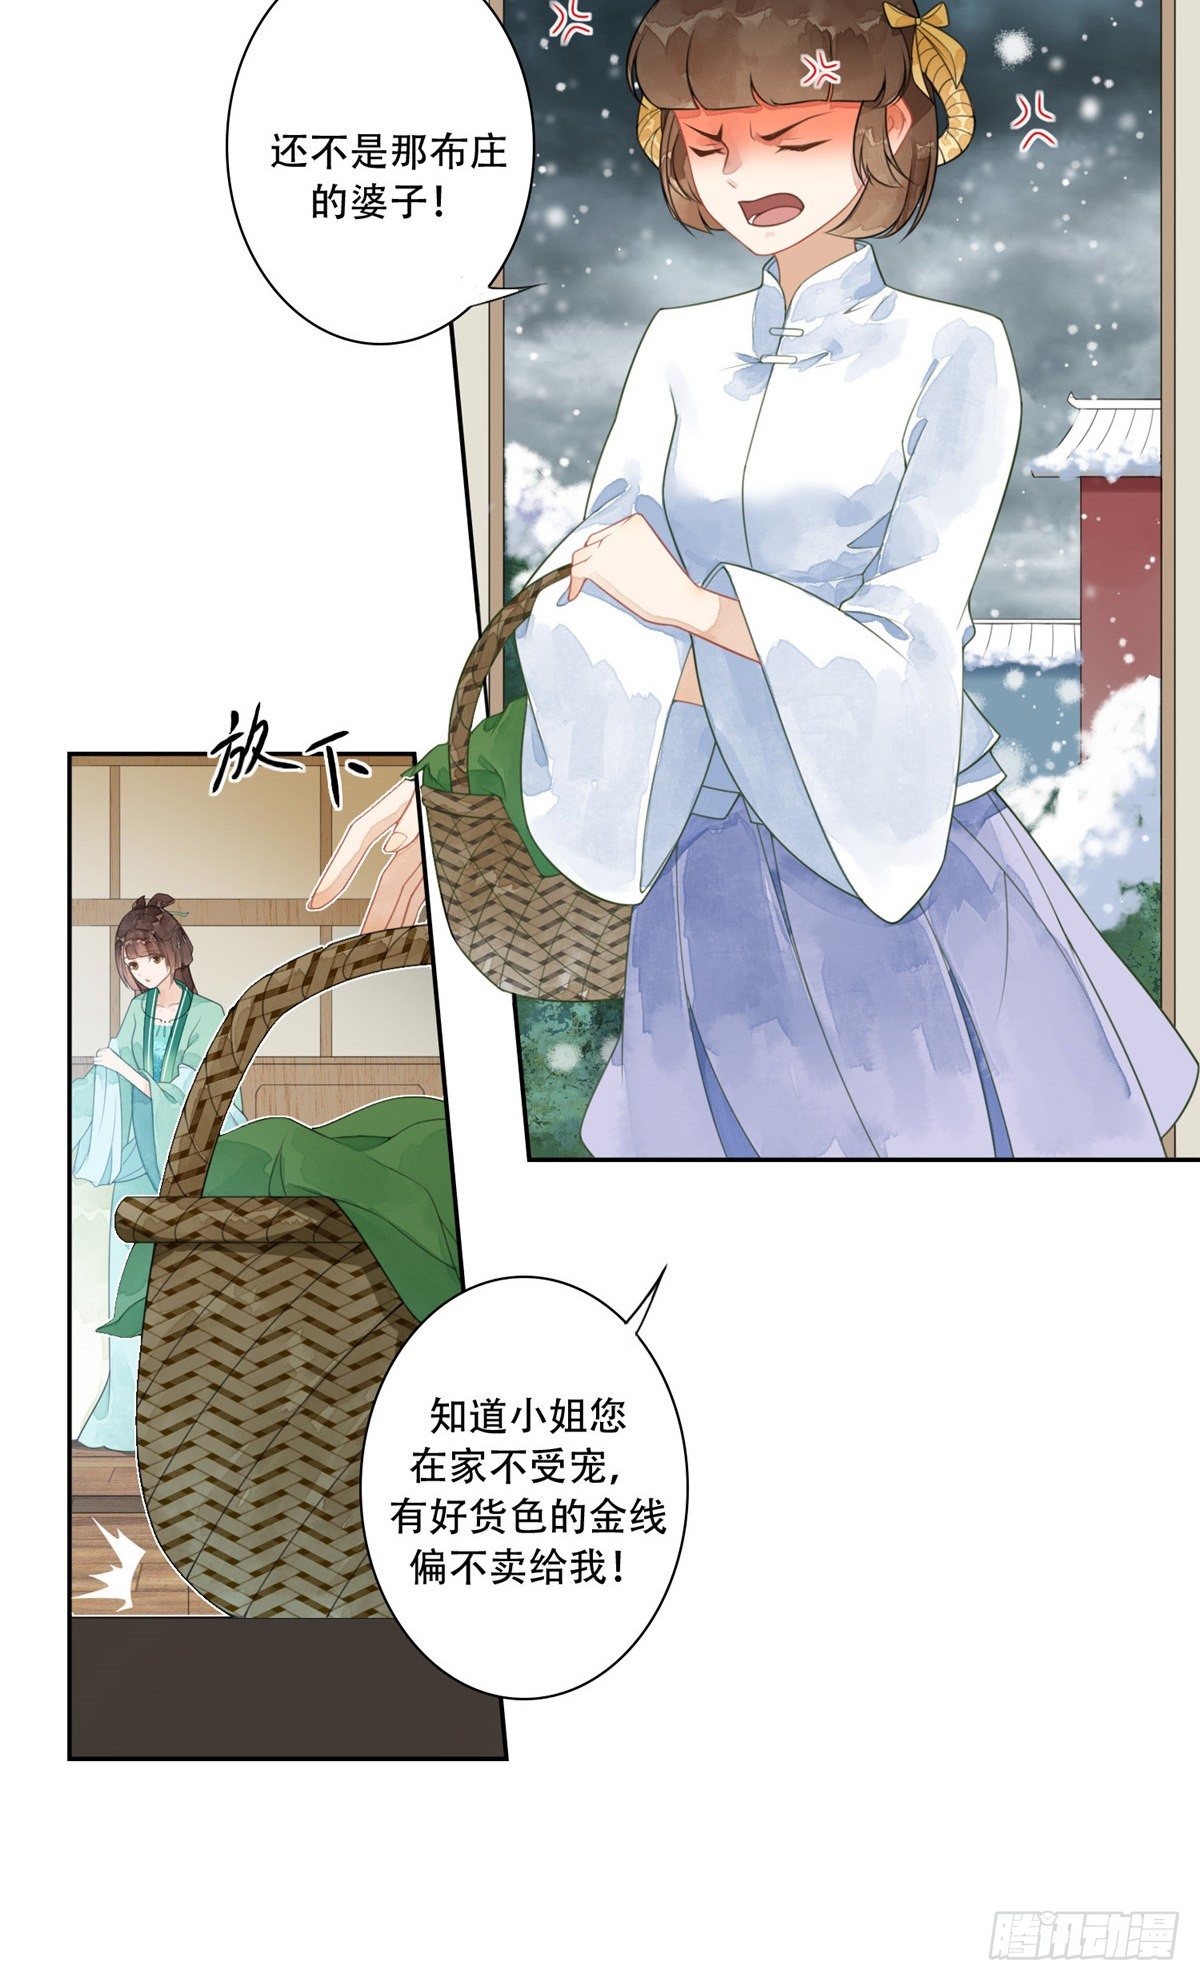 还不是那布庄
的婆子！
放下
知道小姐您
在家不受宠，
有好货色的金线
偏不卖给我！
腾讯动漫